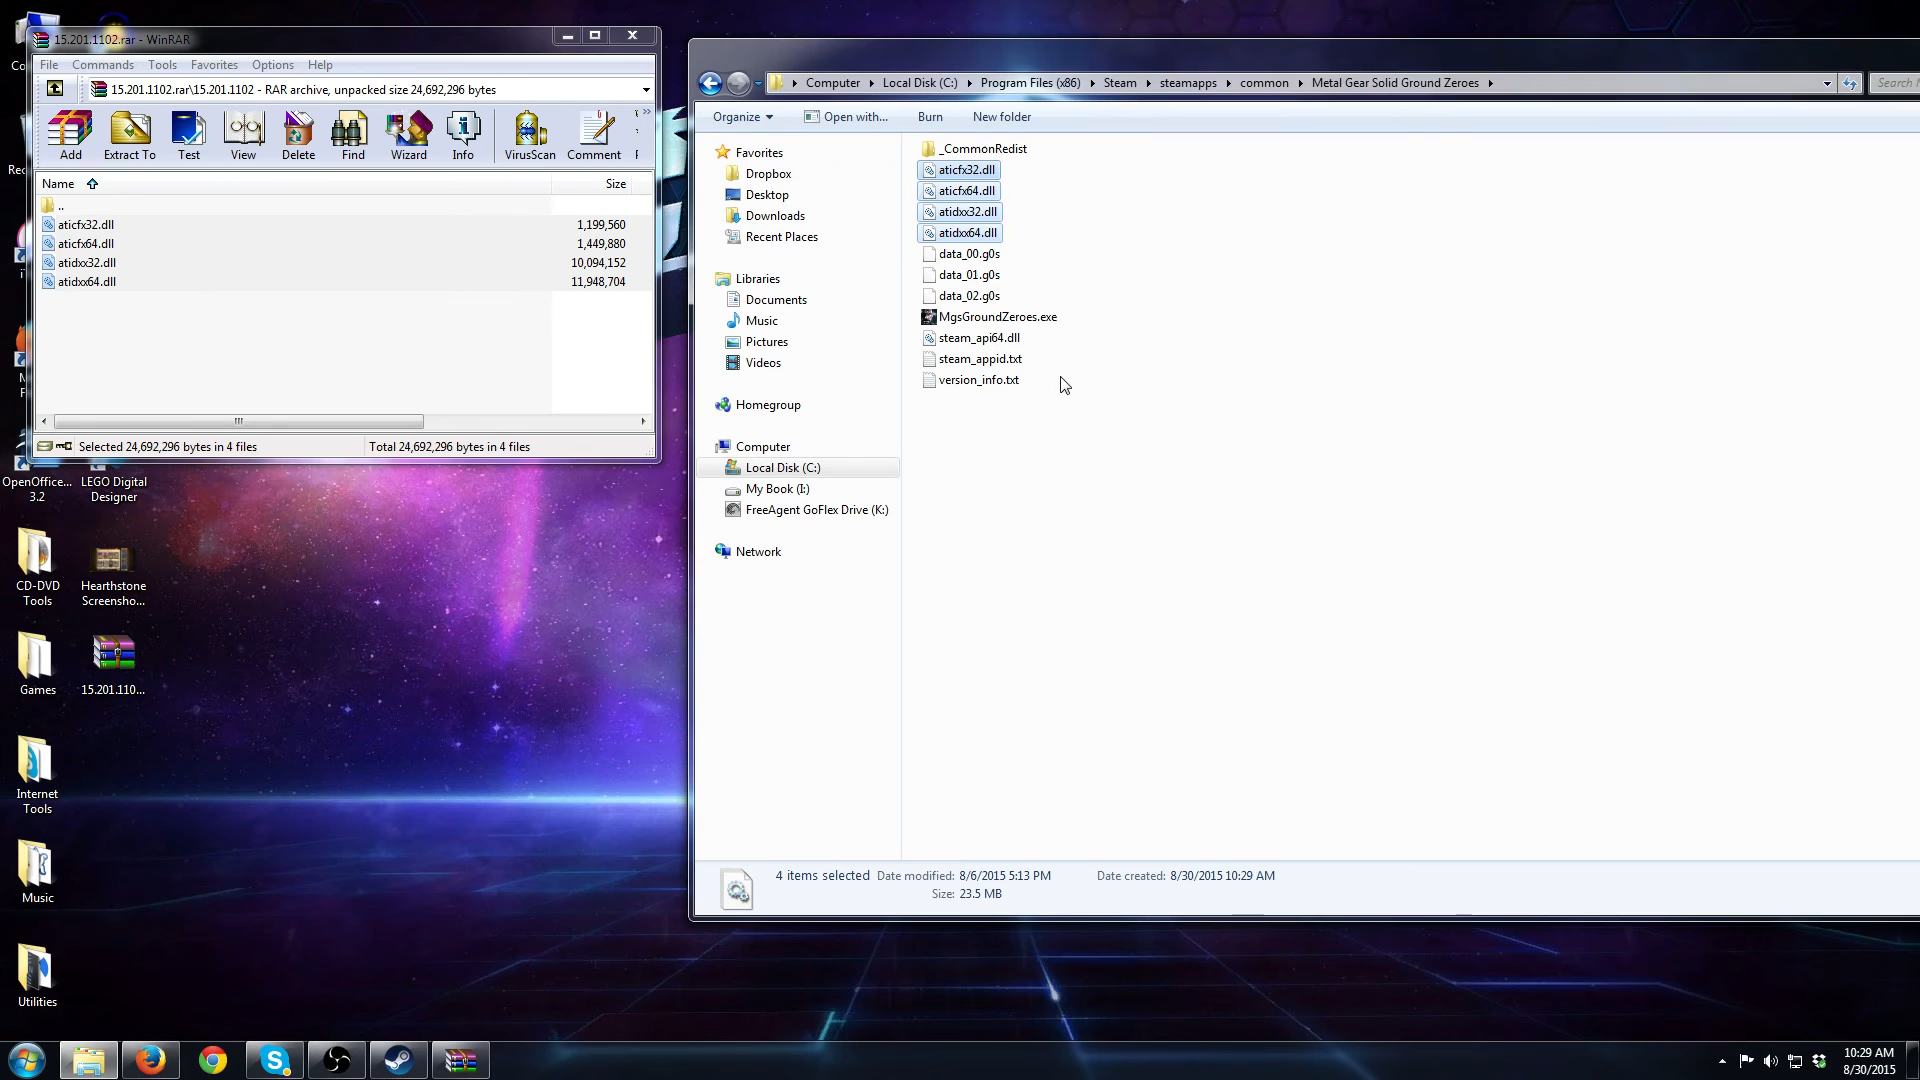 15.201.1102.rar - WinRAR
File Commands Tools Favorites Options Help
15.201.1102.rar\15.201.1102 - RAR archive, unpacked size 24,692,296 bytes
Add Extract To Test View Delete Find Wizard Info VirusScan Comment
Name Size
..
aticfx32.dll 1,199,560
aticfx64.dll 1,449,880
atidxx32.dll 10,094,152
atidxx64.dll 11,948,704
Selected 24,692,296 bytes in 4 files Total 24,692,296 bytes in 4 files
Computer Local Disk (C:) Program Files (x86) Steam steamapps common Metal Gear Solid Ground Zeroes
Search
Organize Open with... Burn New folder
Favorites
Dropbox
Desktop
Downloads
Recent Places
Libraries
Documents
Music
Pictures
Videos
Homegroup
Computer
Local Disk (C:)
My Book (I:)
FreeAgent GoFlex Drive (K:)
Network
_CommonRedist
aticfx32.dll
aticfx64.dll
atidxx32.dll
atidxx64.dll
data_00.g0s
data_01.g0s
data_02.g0s
MgsGroundZeroes.exe
steam_api64.dll
steam_appid.txt
version_info.txt
4 items selected Date modified: 8/6/2015 5:13 PM Date created: 8/30/2015 10:29 AM
Size: 23.5 MB
OpenOffice...
3.2
LEGO Digital
Designer
CD-DVD
Tools
Hearthstone
Screensho...
Games
15.201.110...
Internet
Tools
Music
Utilities
10:29 AM
8/30/2015